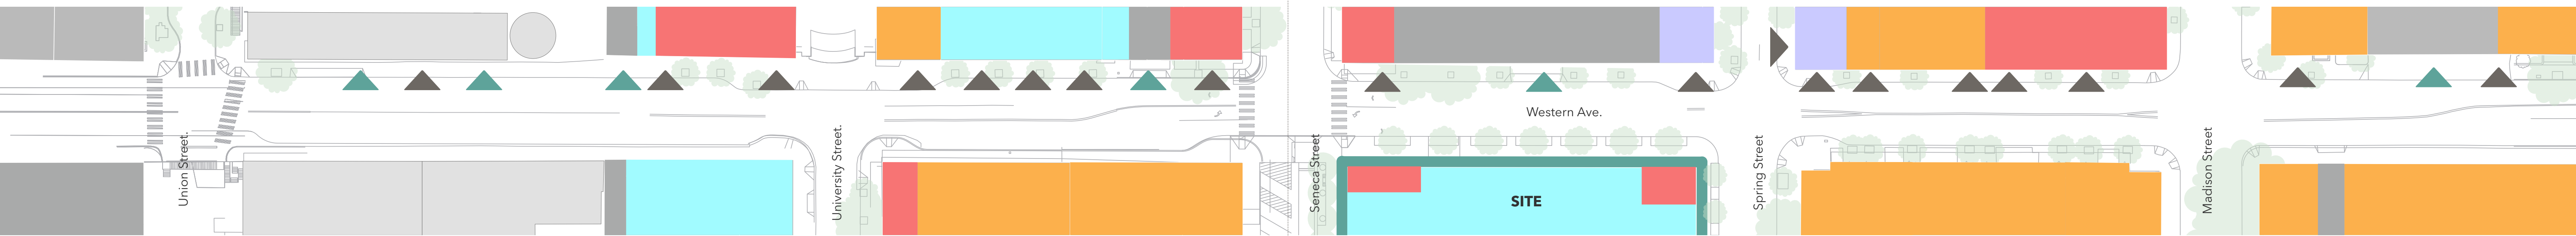 Union Street.
University Street.
Seneca Street
Western Ave.
SITE
Spring Street
Madison Street